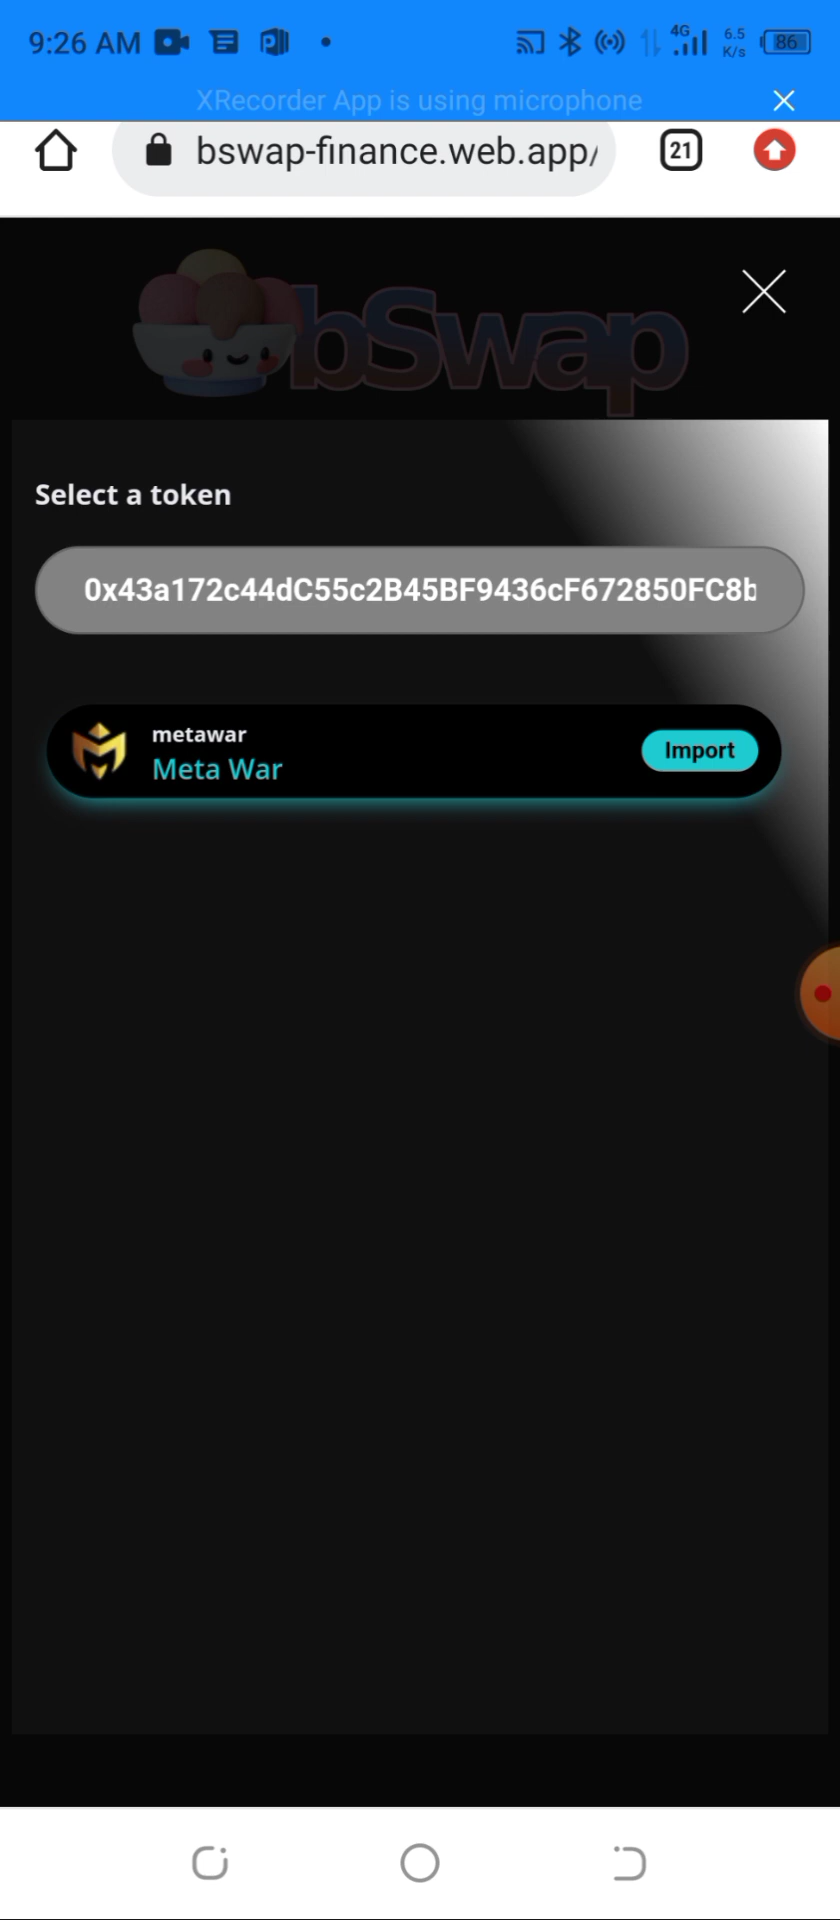 9:26 AM
4G
6.5
K/s
86
XRecorder App is using microphone
bswap-finance.web.app/
21
bSwap
Select a token
0x43a172c44dC55c2B45BF9436cF672850FC8b
metawar
Meta War
Import